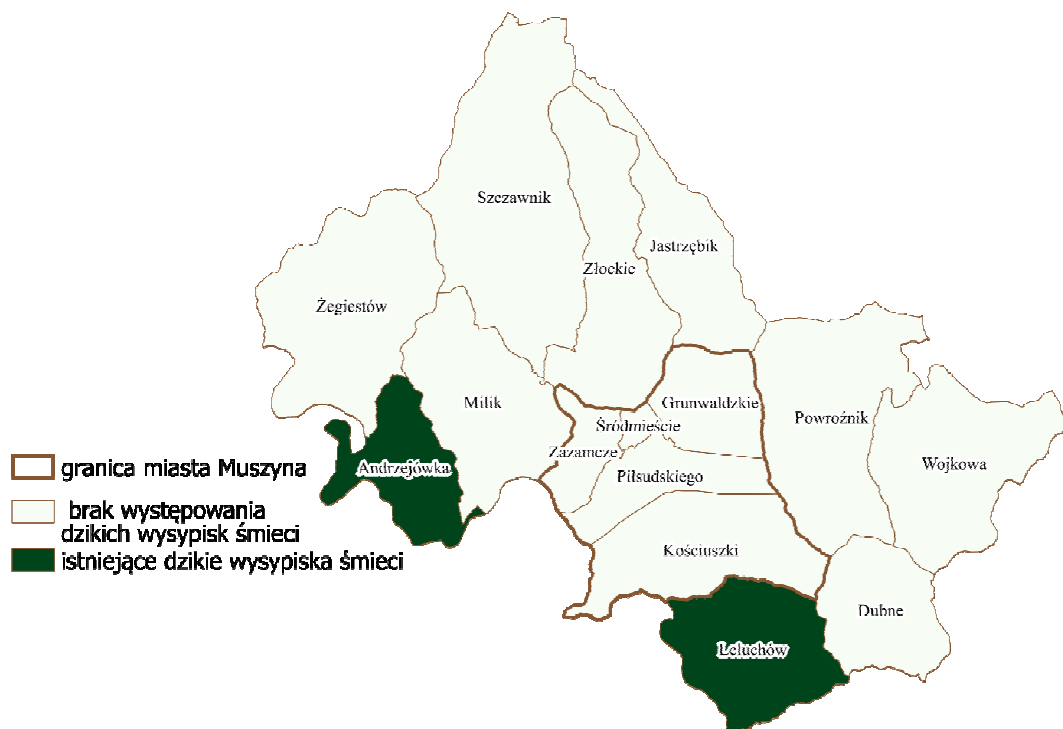 Szczawnik
Jastrzębik
Złockie
Żegiestów
Milik
Grunwaldzkie
Powroźnik
Śródmieście
Zazamcze
Wojkowa
Andrzejówka
Piłsudskiego
Kościuszki
Dubne
Leluchów
granica miasta Muszyna
brak występowania
dzikich wysypisk śmieci
istniejące dzikie wysypiska śmieci